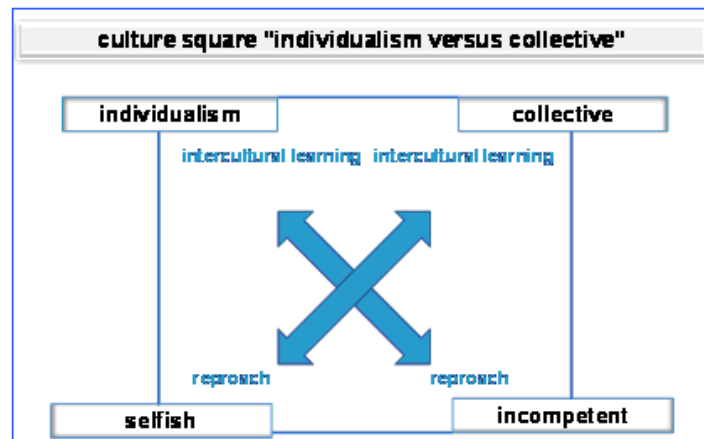 culture square "individualism versus collective"
individualism
collective
intercultural learning
intercultural learning
reproach
reproach
selfish
incompetent